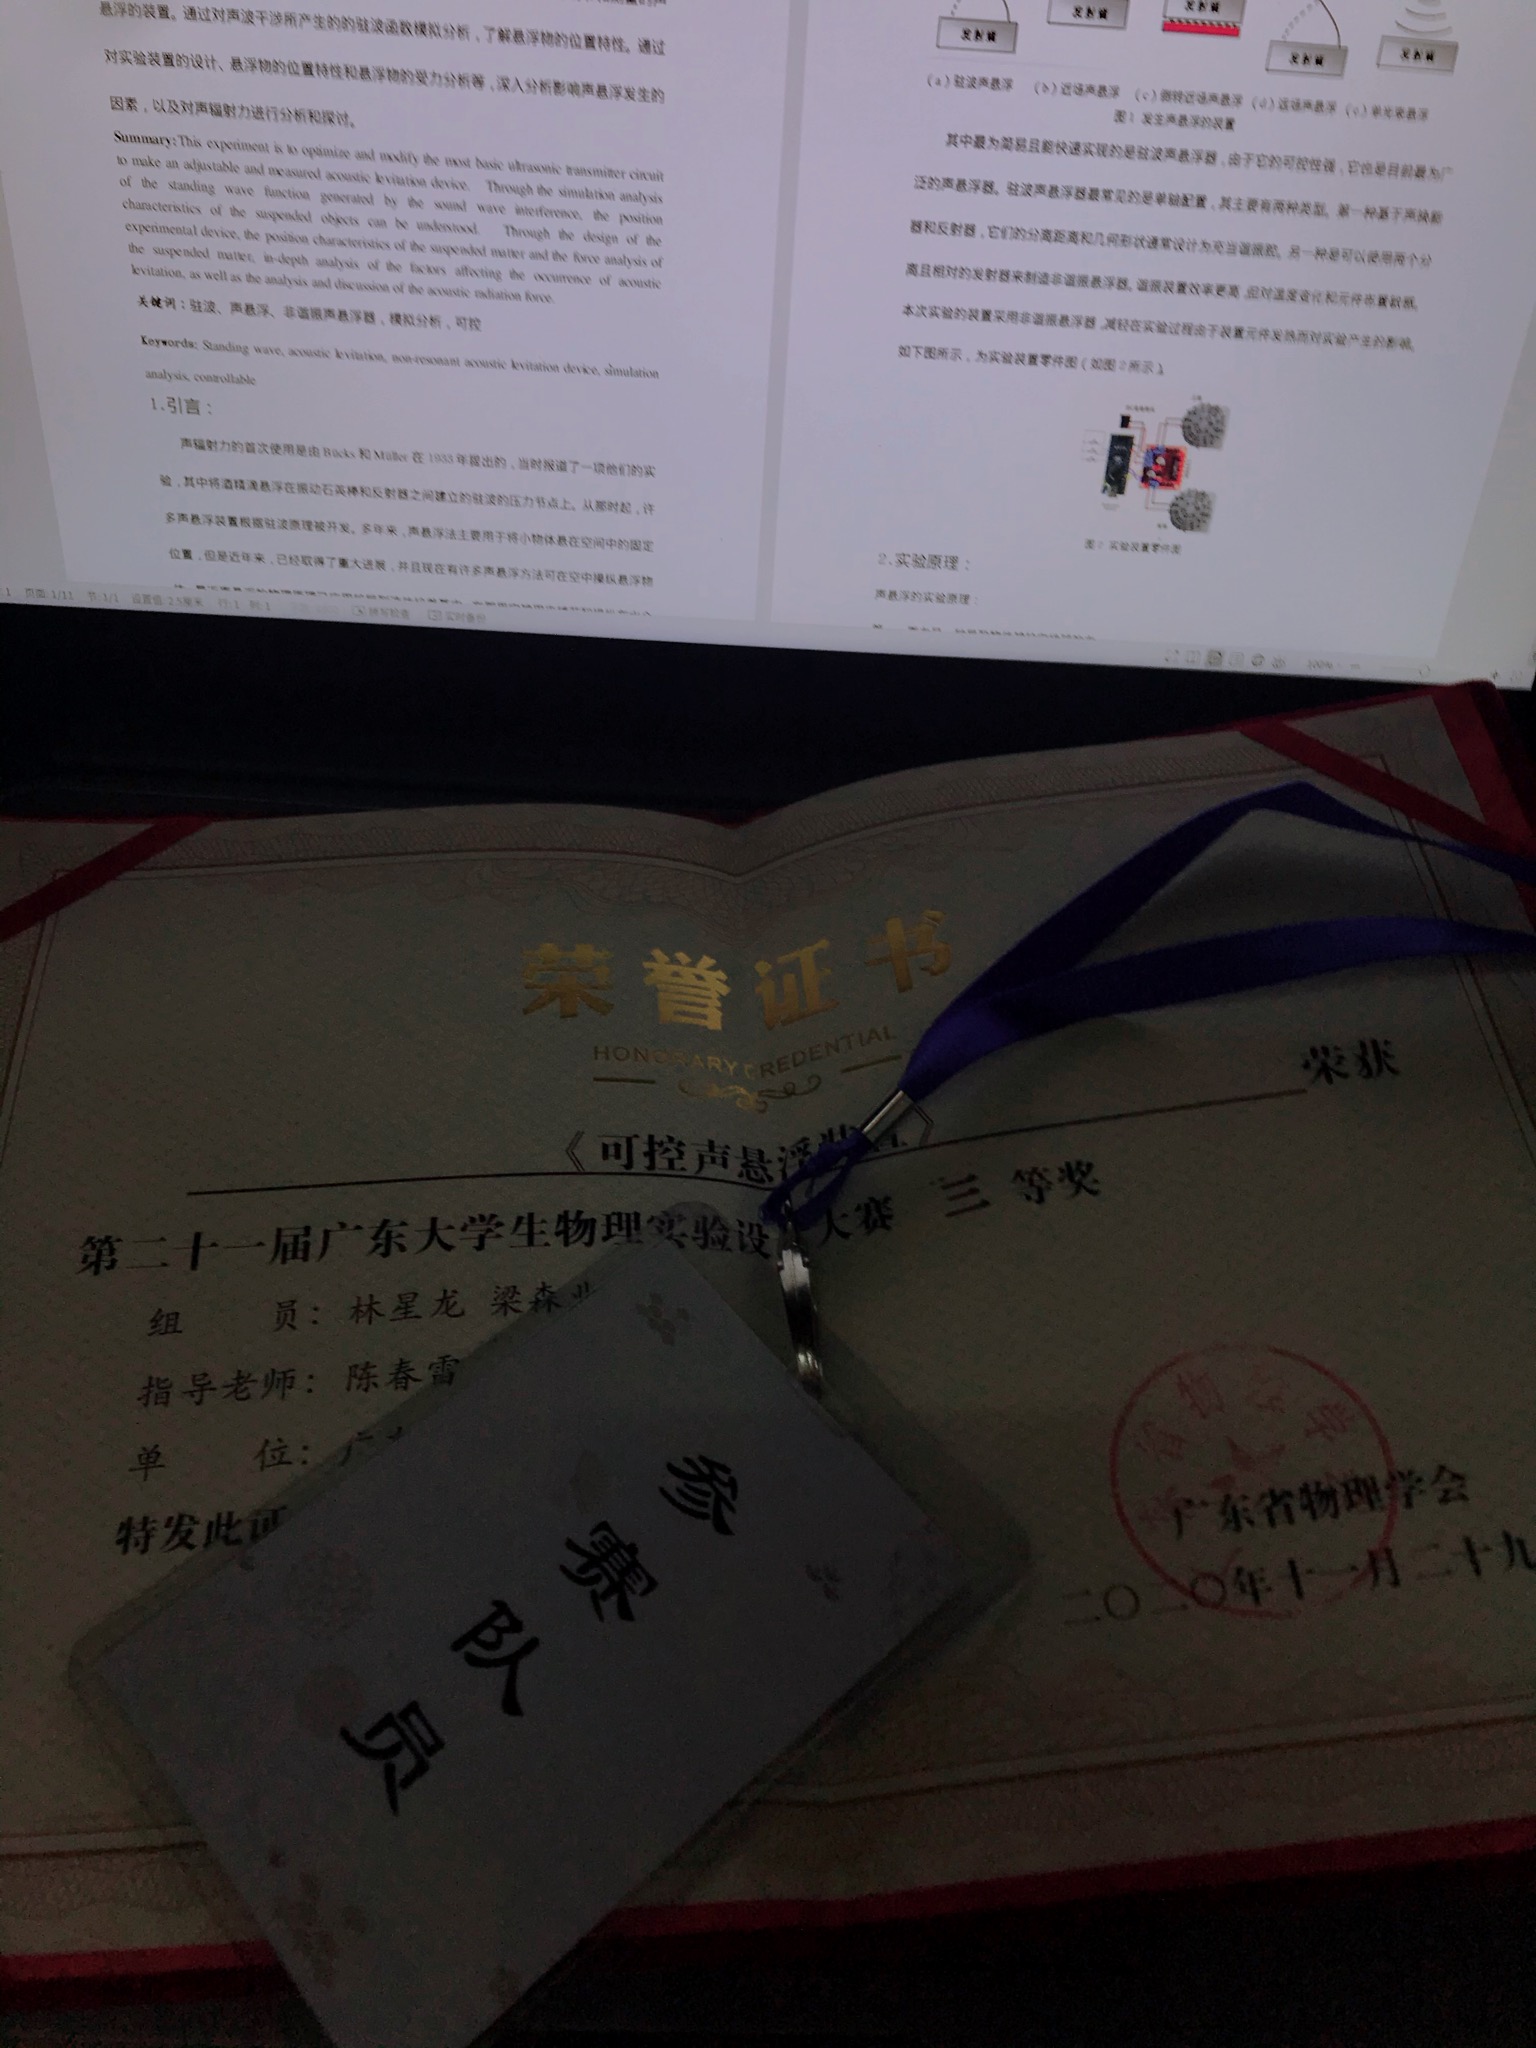 悬浮的装置。通过对声波干涉所产生的的驻波函数模拟分析，了解悬浮物的位置特性。通过
对实验装置的设计、悬浮物的位置特性和悬浮物的受力分析等，深入分析影响声悬浮发生的
因素，以及对声辐射力进行分析和探讨。
Summary:This experiment is to optimize and modify the most basic ultrasonic transmitter circuit
to make an adjustable and measured acoustic levitation device. Through the simulation analysis
of the standing wave function generated by the sound wave interference, the position
characteristics of the suspended objects can be understood. Through the design of the
experimental device, the position characteristics of the suspended matter and the force analysis of
the suspended matter, in-depth analysis of the factors affecting the occurrence of acoustic
levitation, as well as the analysis and discussion of the acoustic radiation force.
关键词：驻波、声悬浮、非谐振声悬浮器，模拟分析，可控
Keywords: Standing wave, acoustic levitation, non-resonant acoustic levitation device, simulation
analysis, controllable
1.引言：
声辐射力的首次使用是由 Bücks 和 Müller 在 1933 年提出的，当时报道了一项他们的实
验，其中将酒精滴悬浮在振动石英棒和反射器之间建立的驻波的压力节点上。从那时起，许
多声悬浮装置根据驻波原理被开发。多年来，声悬浮法主要用于将小物体悬在空间中的固定
位置，但是近年来，已经取得了重大进展，并且现在有许多声悬浮方法可在空中操纵悬浮物
页面: 1/11 节: 1/1 设置值: 2.5厘米 行: 1 列: 1 拼写检查 实时备份
发射器 发射器 发射器 发射器 发射器
(a) 驻波声悬浮 (b) 近场声悬浮 (c) 倒转近场声悬浮 (d) 远场声悬浮 (e) 单光束悬浮
图 1 发生声悬浮的装置
其中最为简易且能快速实现的是驻波声悬浮器，由于它的可控性强，它也是目前最为广
泛的声悬浮器。驻波声悬浮器最常见的是单轴配置，其主要有两种类型。第一种基于声换能
器和反射器，它们的分离距离和几何形状通常设计为充当谐振腔。另一种是可以使用两个分
离且相对的发射器来制造非谐振悬浮器。谐振装置效率更高，但对温度变化和元件布置敏感。
本次实验的装置采用非谐振悬浮器，减轻在实验过程由于装置元件发热而对实验产生的影响。
如下图所示，为实验装置零件图（如图 2 所示）。
图 2 实验装置零件图
2.实验原理：
声悬浮的实验原理：
100%
荣誉证书
HONORARY CREDENTIAL
《可控声悬浮 》 荣获
第二十一届广东大学生物理实验设 大赛 三 等奖
组 员：林星龙 梁森
指导老师：陈春雷
单 位：广
特发此证
广东省物理学会
二〇二〇年十一月二十九
参赛队员